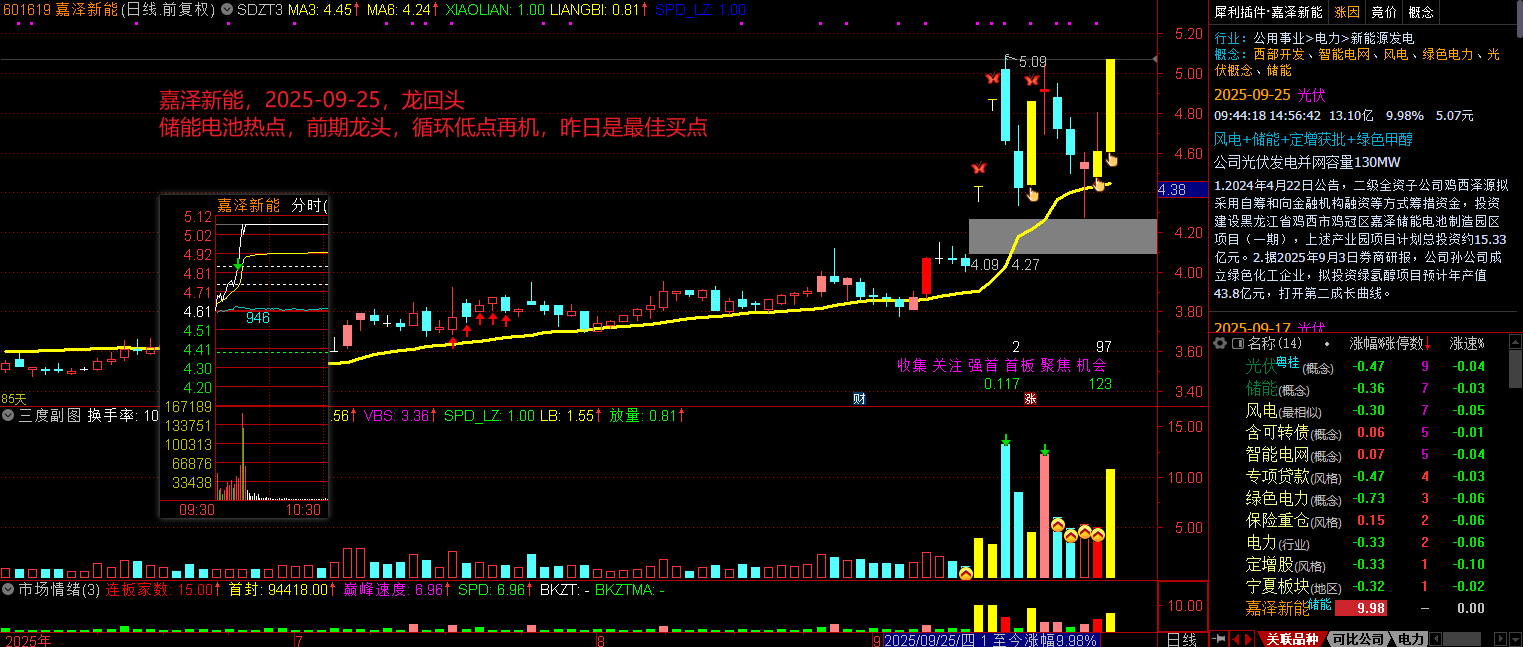 601619 嘉泽新能(日线.前复权) SDZT3 MA3: 4.45↑ MA6: 4.24↑ XIAOLIAN: 1.00 LIANGBI: 0.81↑ SPD_LZ: 1.00
5.20
5.09
5.00
嘉泽新能，2025-09-25，龙回头
储能电池热点，前期龙头，循环低点再机，昨日是最佳买点
4.80
4.60
4.38
4.20
4.09
4.27
4.00
3.80
3.60
3.40
嘉泽新能 分时(
5.12
5.02
4.92
4.81
4.71
4.61
4.51
4.41
4.30
4.20
946
167189
133751
100313
66876
33438
09:30 10:30
2 97
收集 关注 强首 首板 聚焦 机会
0.117 123
85天
财 涨
三度副图 换手率: 10
.56↑ VBS: 3.36↑ SPD_LZ: 1.00 LB: 1.55↑ 放量: 0.81↑
15.00
10.00
5.00
市场情绪(3) 连板家数: 15.00↑ 首封: 94418.00↑ 巅峰速度: 6.96↑ SPD: 6.96↑ BKZT: - BKZTMA: -
10.00
2025年 7 8 9 2025/09/25/四 1 至今涨幅9.98% 日线
犀利插件·嘉泽新能 涨因 竞价 概念
行业: 公用事业>电力>新能源发电
概念: 西部开发、智能电网、风电、绿色电力、光
伏概念、储能
2025-09-25 光伏
09:44:18 14:56:42 13.10亿 9.98% 5.07元
风电+储能+定增获批+绿色甲醇
公司光伏发电并网容量130MW
1.2024年4月22日公告，二级全资子公司鸡西泽源拟
采用自筹和向金融机构融资等方式筹措资金，投资
建设黑龙江省鸡西市鸡冠区嘉泽储能电池制造园区
项目（一期），上述产业园项目计划总投资约15.33
亿元。2.据2025年9月3日券商研报，公司孙公司成
立绿色化工企业，拟投资绿氢醇项目预计年产值
43.8亿元，打开第二成长曲线。
2025-09-17 光伏
名称(14) 涨幅% 涨停数↓ 涨速%
光伏粤桂(概念) -0.47 9 -0.04
储能(概念) -0.36 7 -0.03
风电(最相似) -0.30 7 -0.05
含可转债(概念) 0.06 5 -0.01
智能电网(概念) 0.07 5 -0.04
专项贷款(风格) -0.47 4 -0.03
绿色电力(概念) -0.73 3 -0.06
保险重仓(风格) 0.15 2 -0.06
电力(行业) -0.33 2 -0.06
定增股(风格) -0.33 1 -0.10
宁夏板块(地区) -0.32 1 -0.02
嘉泽新能储能 9.98 — 0.00
关联品种 可比公司 电力